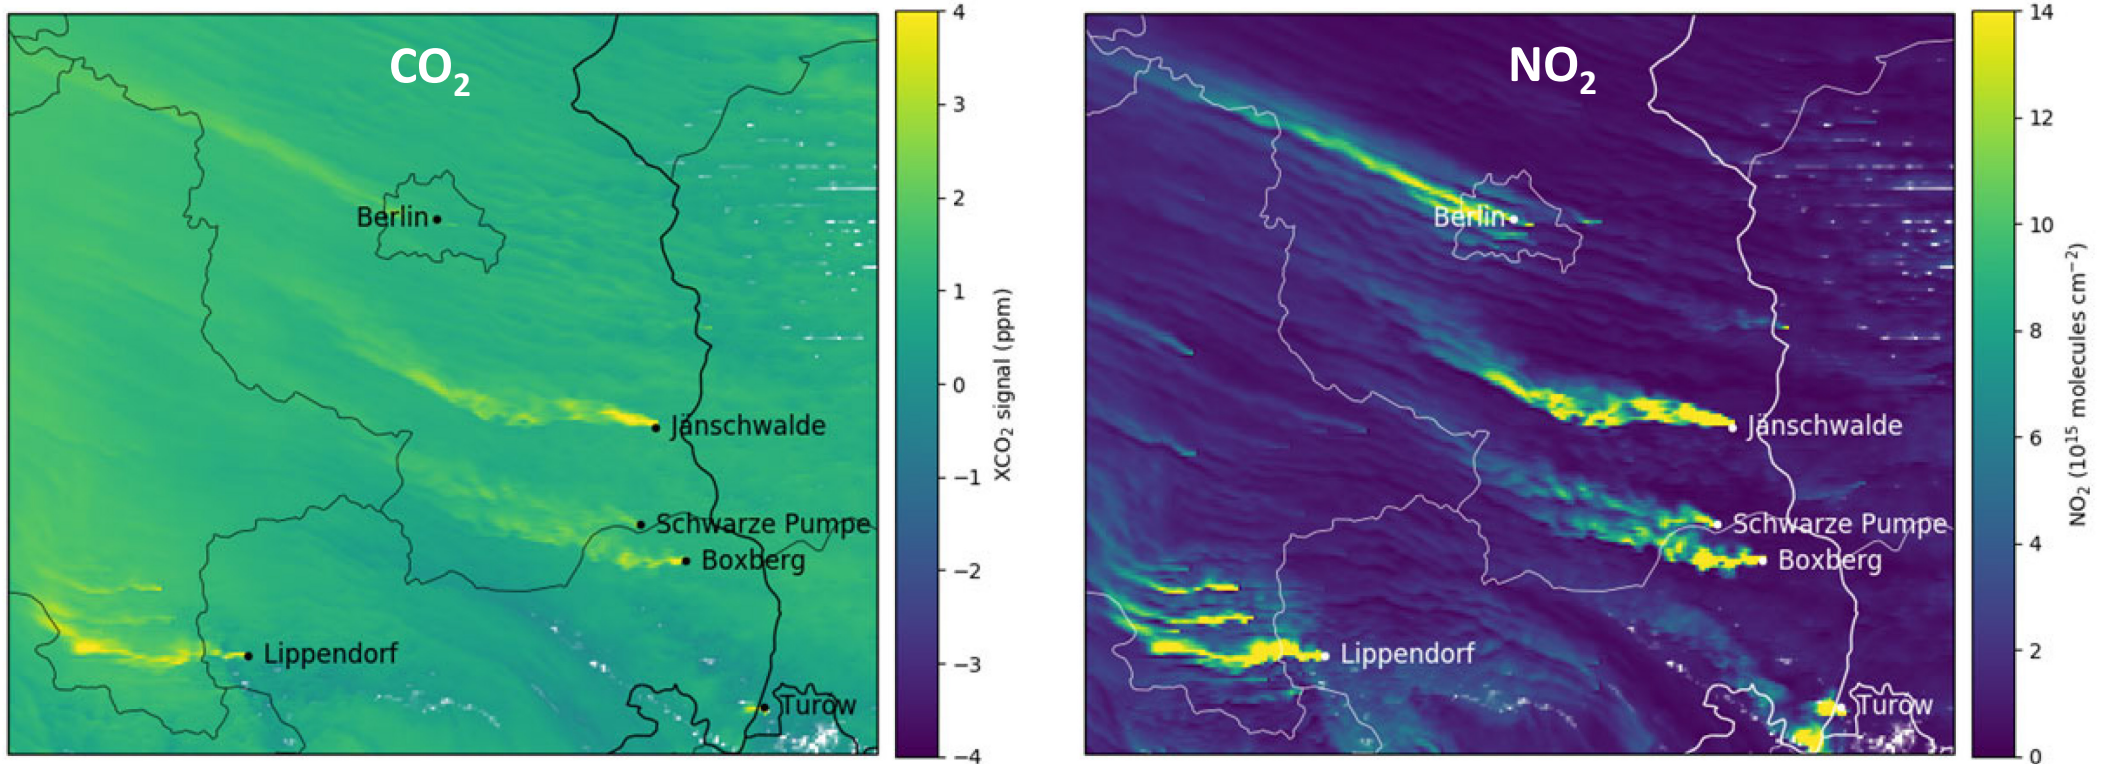 CO₂
Berlin
Jänschwalde
Schwarze Pumpe
Boxberg
Lippendorf
Turow
4
3
2
1
0
−1
−2
−3
−4
XCO₂ signal (ppm)
NO₂
Berlin
Jänschwalde
Schwarze Pumpe
Boxberg
Lippendorf
Turow
14
12
10
8
6
4
2
0
NO₂ (10¹⁵ molecules cm⁻²)